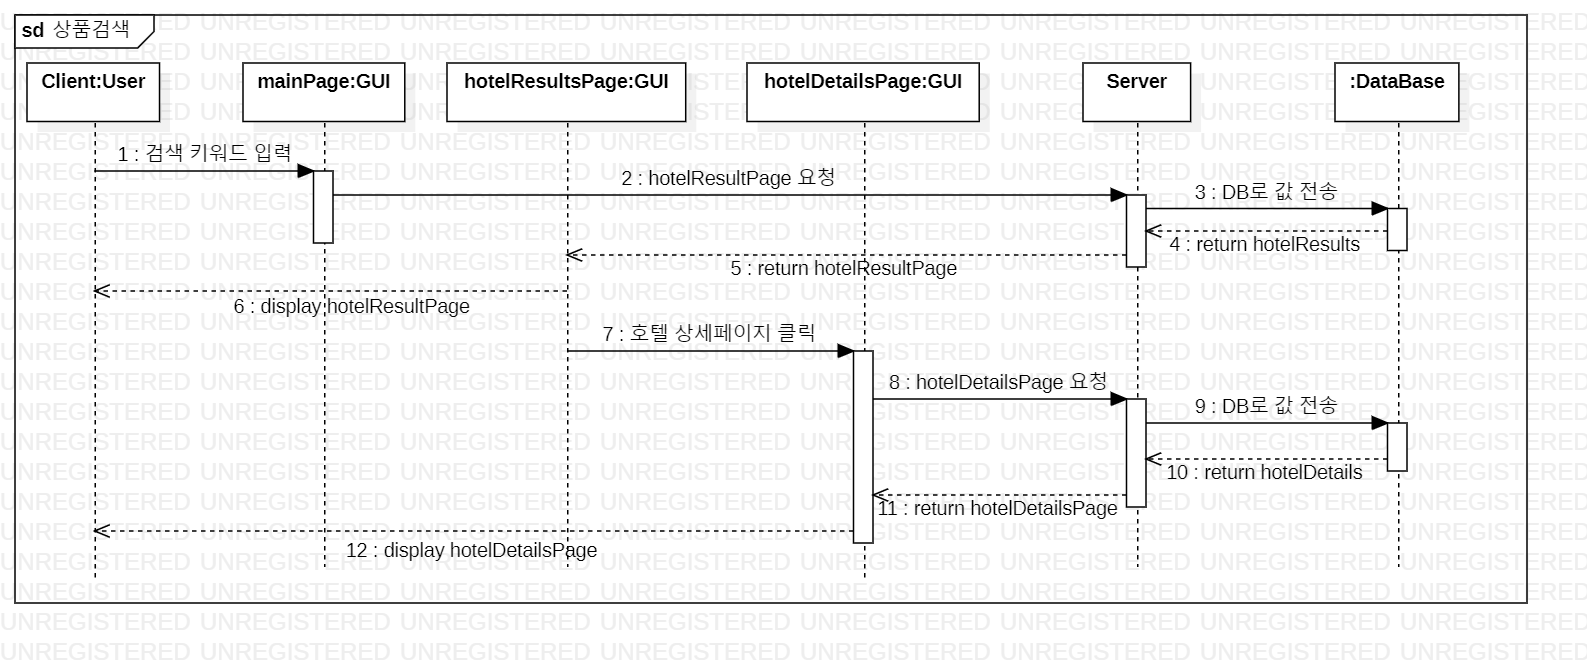 sd 상품검색
Client:User
mainPage:GUI
hotelResultsPage:GUI
hotelDetailsPage:GUI
Server
:DataBase
1 : 검색 키워드 입력
2 : hotelResultPage 요청
3 : DB로 값 전송
4 : return hotelResults
5 : return hotelResultPage
6 : display hotelResultPage
7 : 호텔 상세페이지 클릭
8 : hotelDetailsPage 요청
9 : DB로 값 전송
10 : return hotelDetails
11 : return hotelDetailsPage
12 : display hotelDetailsPage
UNREGISTERED